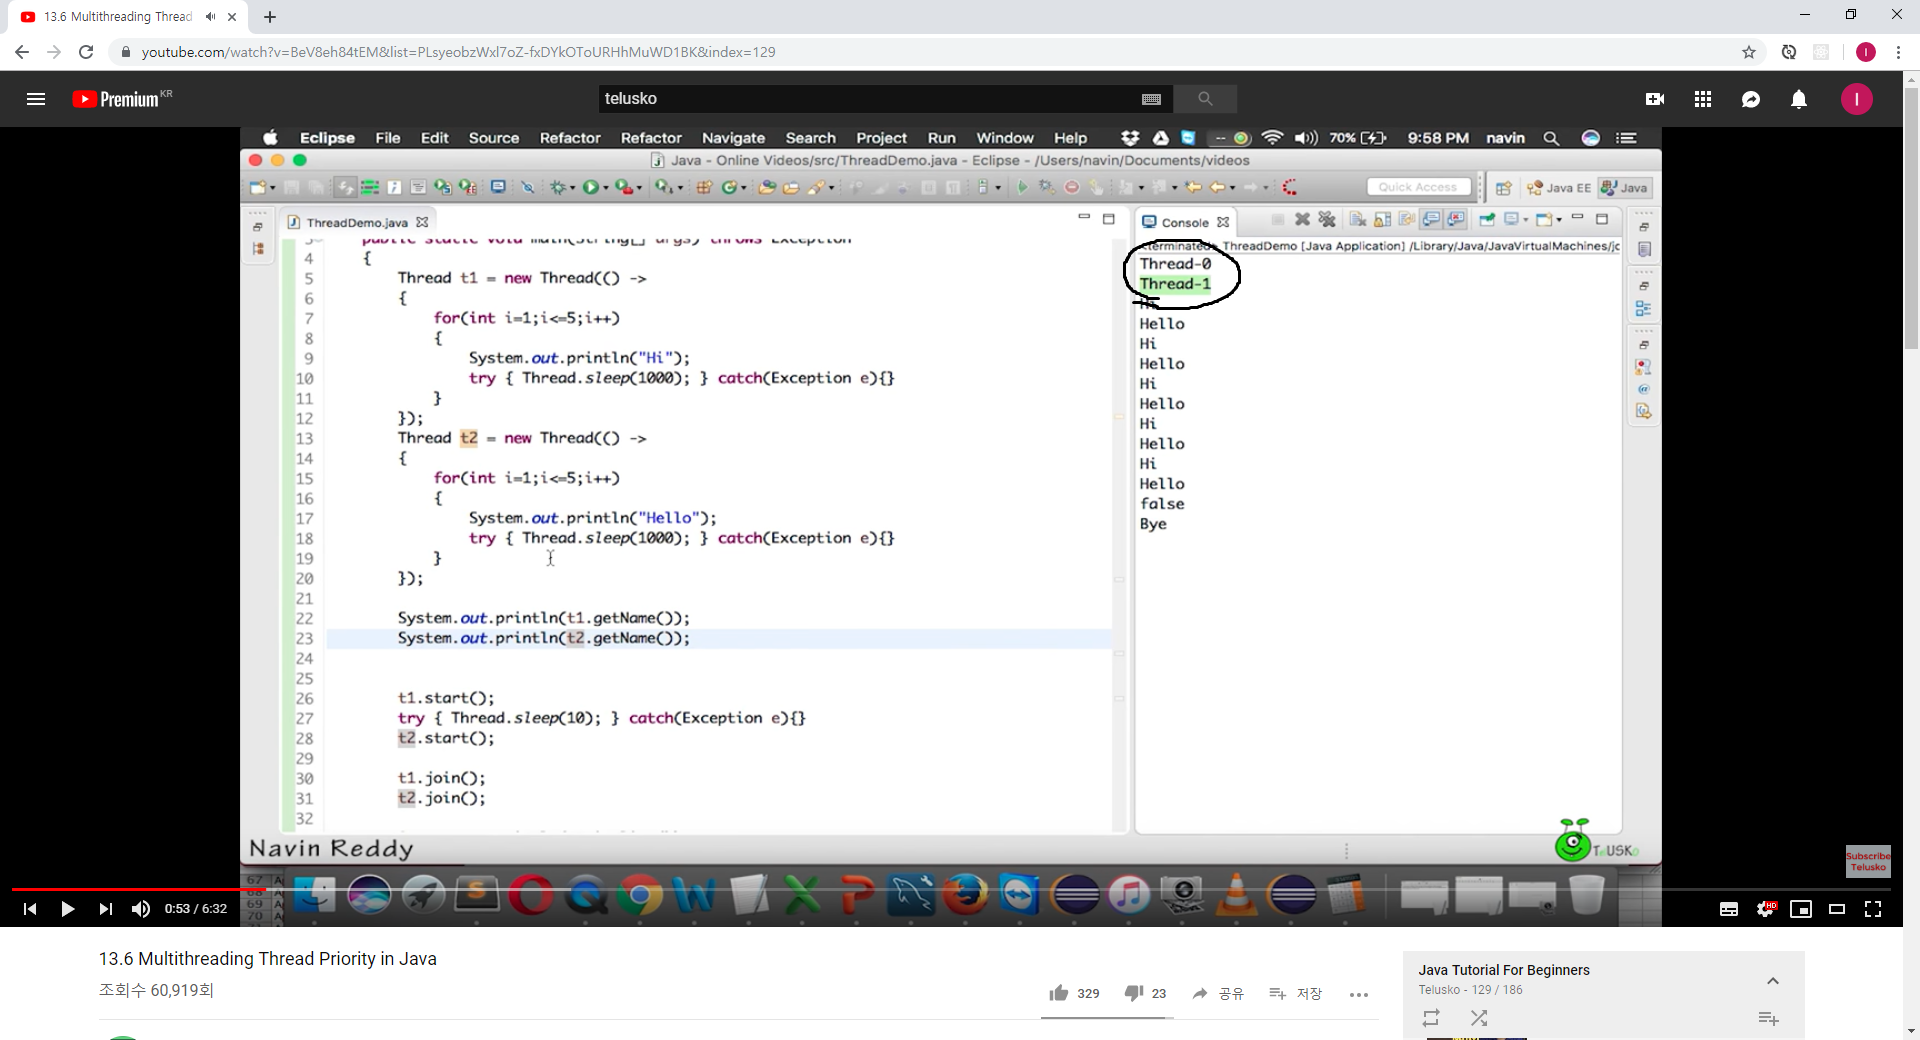 13.6 Multithreading Thread
youtube.com/watch?v=BeV8eh84tEM&list=PLsyeobzWxl7oZ-fxDYkOToURHhMuWD1BK&index=129
I
Premium KR
telusko
I
Eclipse File Edit Source Refactor Refactor Navigate Search Project Run Window Help
70% 9:58 PM navin
Java - Online Videos/src/ThreadDemo.java - Eclipse - /Users/navin/Documents/videos
Quick Access
Java EE
Java
ThreadDemo.java
public static void main(String[] args) throws Exception
4 {
5 Thread t1 = new Thread(() ->
6 {
7 for(int i=1;i<=5;i++)
8 {
9 System.out.println("Hi");
10 try { Thread.sleep(1000); } catch(Exception e){}
11 }
12 });
13 Thread t2 = new Thread(() ->
14 {
15 for(int i=1;i<=5;i++)
16 {
17 System.out.println("Hello");
18 try { Thread.sleep(1000); } catch(Exception e){}
19 }
20 });
21
22 System.out.println(t1.getName());
23 System.out.println(t2.getName());
24
25
26 t1.start();
27 try { Thread.sleep(10); } catch(Exception e){}
28 t2.start();
29
30 t1.join();
31 t2.join();
32
Console
<terminated> ThreadDemo [Java Application] /Library/Java/JavaVirtualMachines/jc
Thread-0
Thread-1
Hi
Hello
Hi
Hello
Hi
Hello
Hi
Hello
Hi
Hello
false
Bye
Navin Reddy
TeLUSKo
Subscribe
Telusko
67
68
69
70
0:53 / 6:32
HD
13.6 Multithreading Thread Priority in Java
조회수 60,919회
329
23
공유
저장
Java Tutorial For Beginners
Telusko - 129 / 186